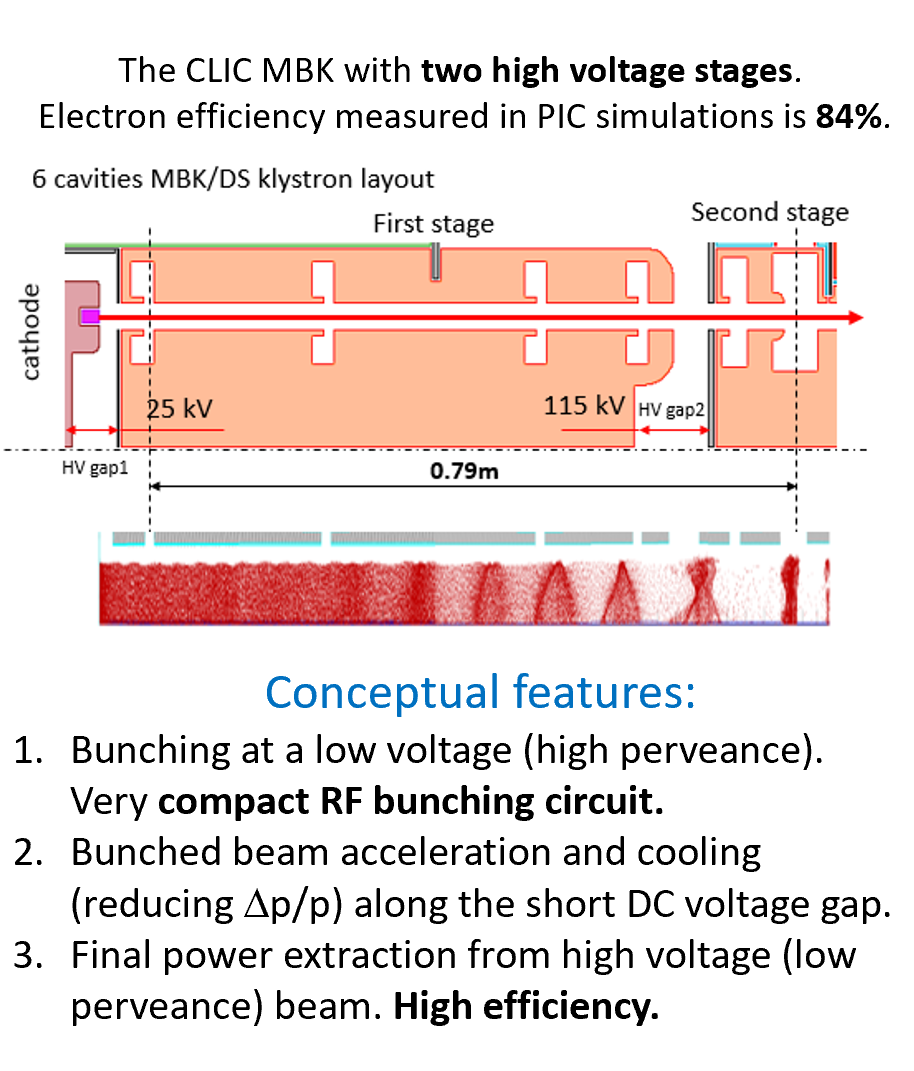 The CLIC MBK with two high voltage stages.
Electron efficiency measured in PIC simulations is 84%.
6 cavities MBK/DS klystron layout
First stage
Second stage
cathode
25 kV
115 kV
HV gap2
HV gap1
0.79m
Conceptual features:
1. Bunching at a low voltage (high perveance).
Very compact RF bunching circuit.
2. Bunched beam acceleration and cooling
(reducing Δp/p) along the short DC voltage gap.
3. Final power extraction from high voltage (low
perveance) beam. High efficiency.